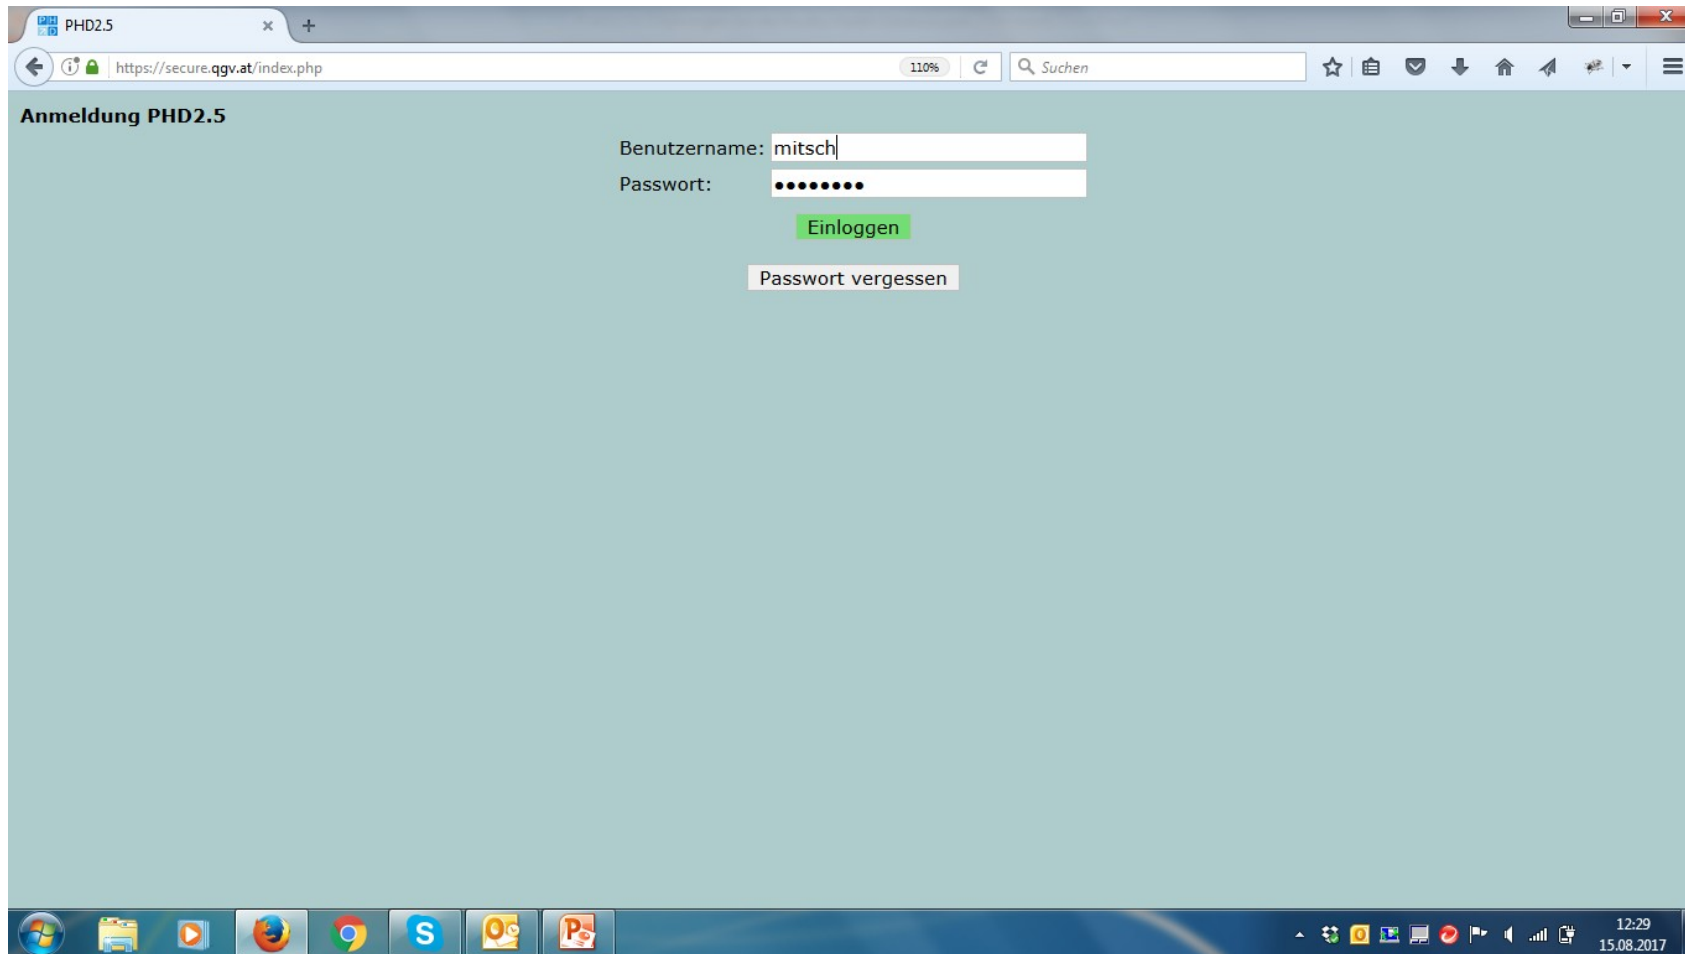 PHD2.5
https://secure.qgv.at/index.php
110%
Suchen
Anmeldung PHD2.5
Benutzername: mitsch
Passwort: ••••••••
Einloggen
Passwort vergessen
12:29
15.08.2017